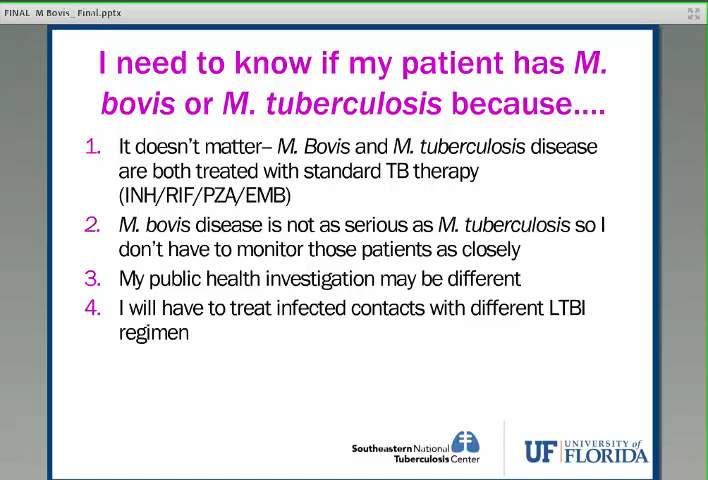 FINAL M Bovis_ Final.pptx
I need to know if my patient has M.
bovis or M. tuberculosis because....
1. It doesn't matter– M. Bovis and M. tuberculosis disease
are both treated with standard TB therapy
(INH/RIF/PZA/EMB)
2. M. bovis disease is not as serious as M. tuberculosis so I
don't have to monitor those patients as closely
3. My public health investigation may be different
4. I will have to treat infected contacts with different LTBI
regimen
Southeastern National
Tuberculosis Center
UF UNIVERSITY of
FLORIDA